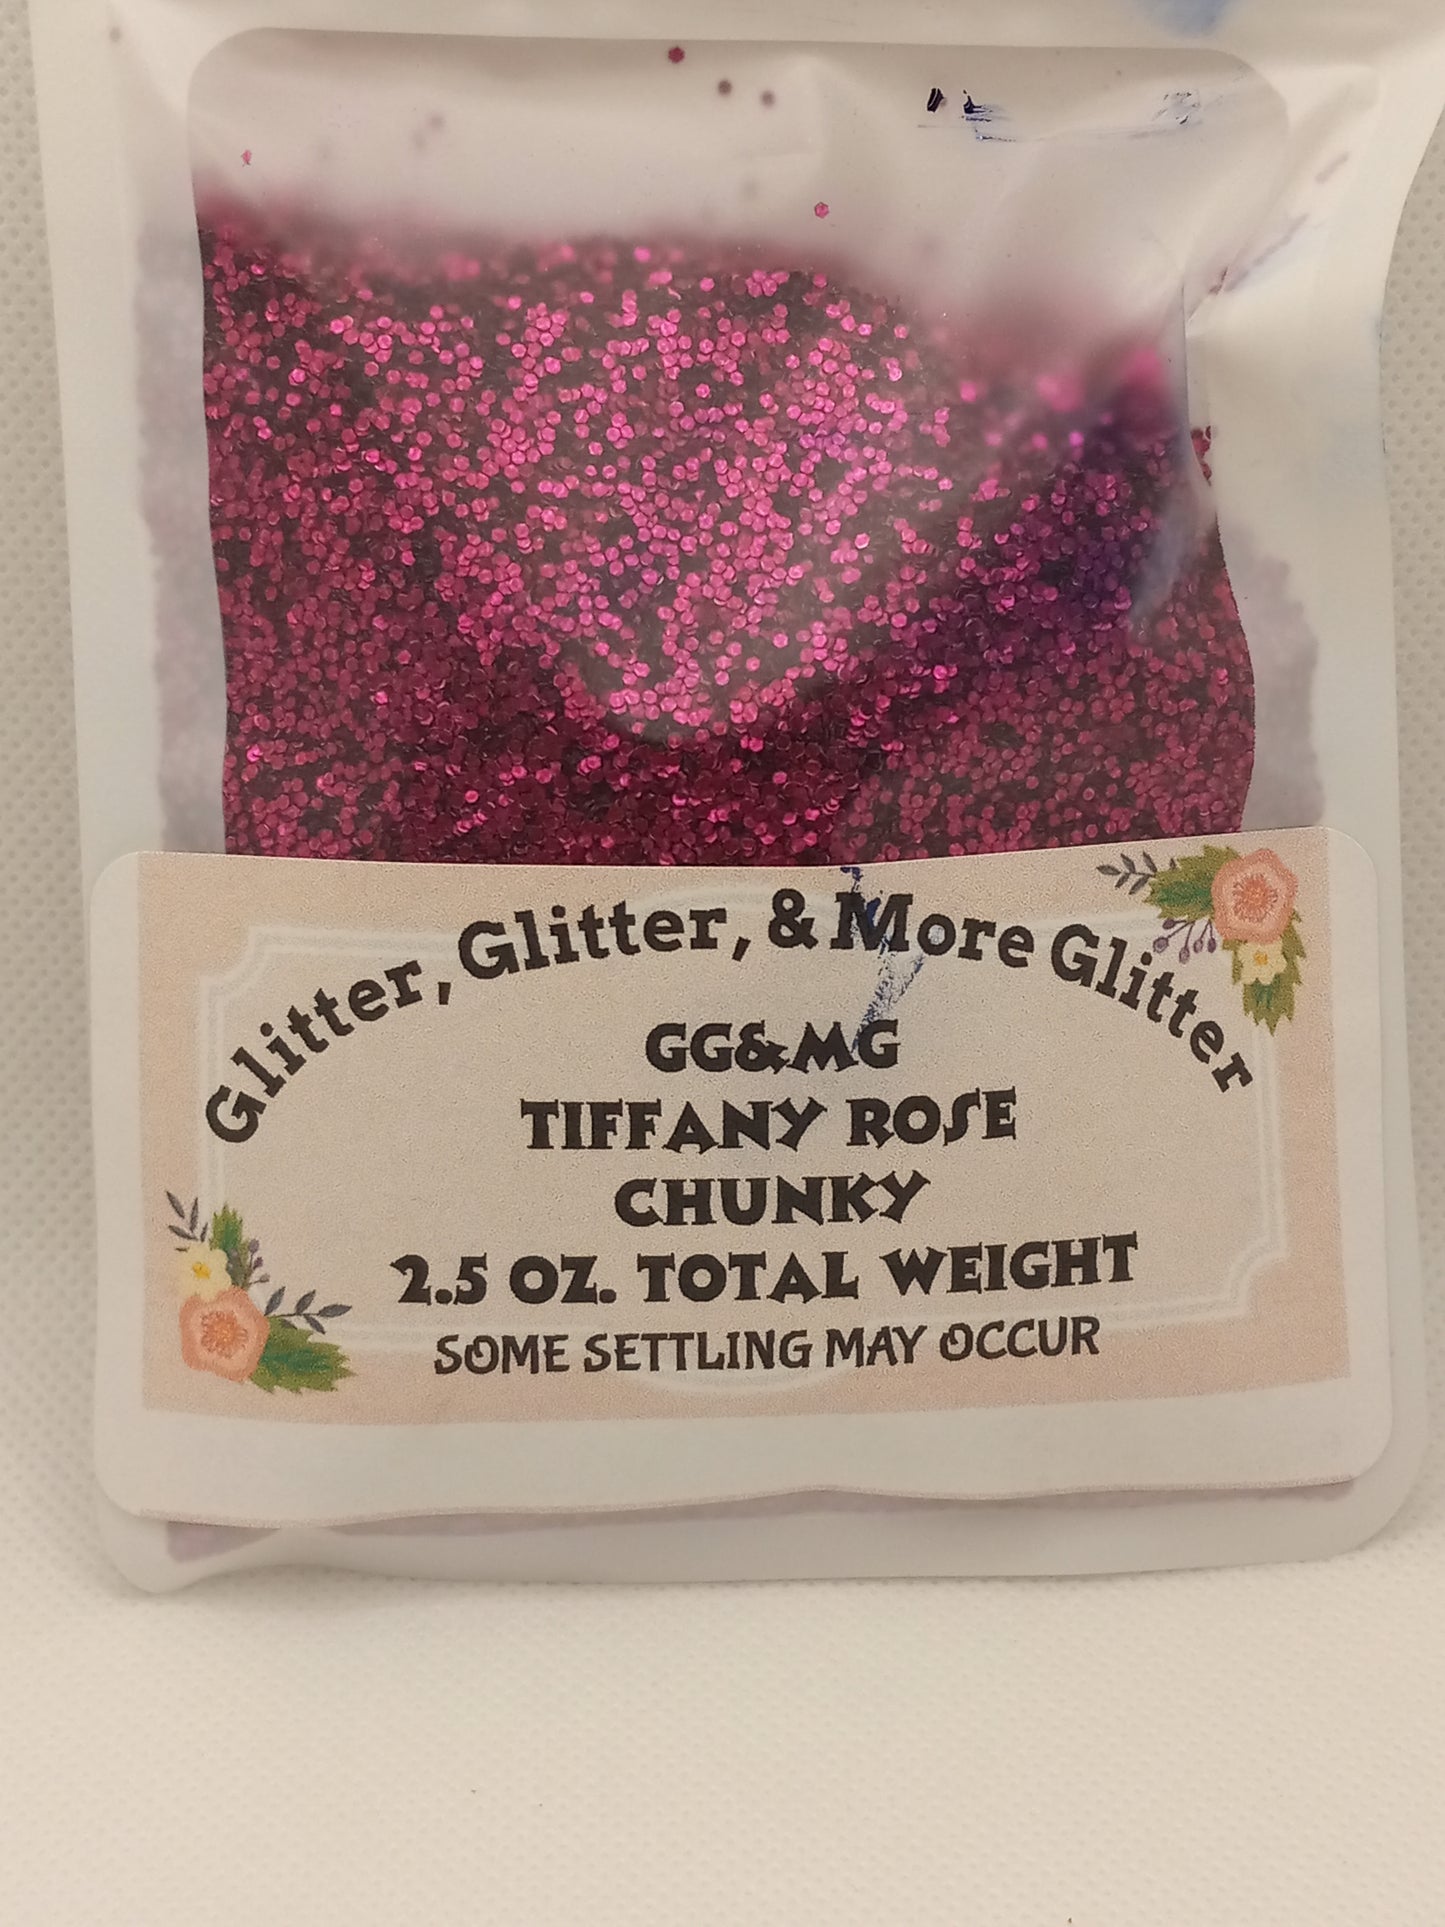 Glitter, Glitter, & More Glitter
GG&MG
TIFFANY ROSE
CHUNKY
2.5 OZ. TOTAL WEIGHT
SOME SETTLING MAY OCCUR